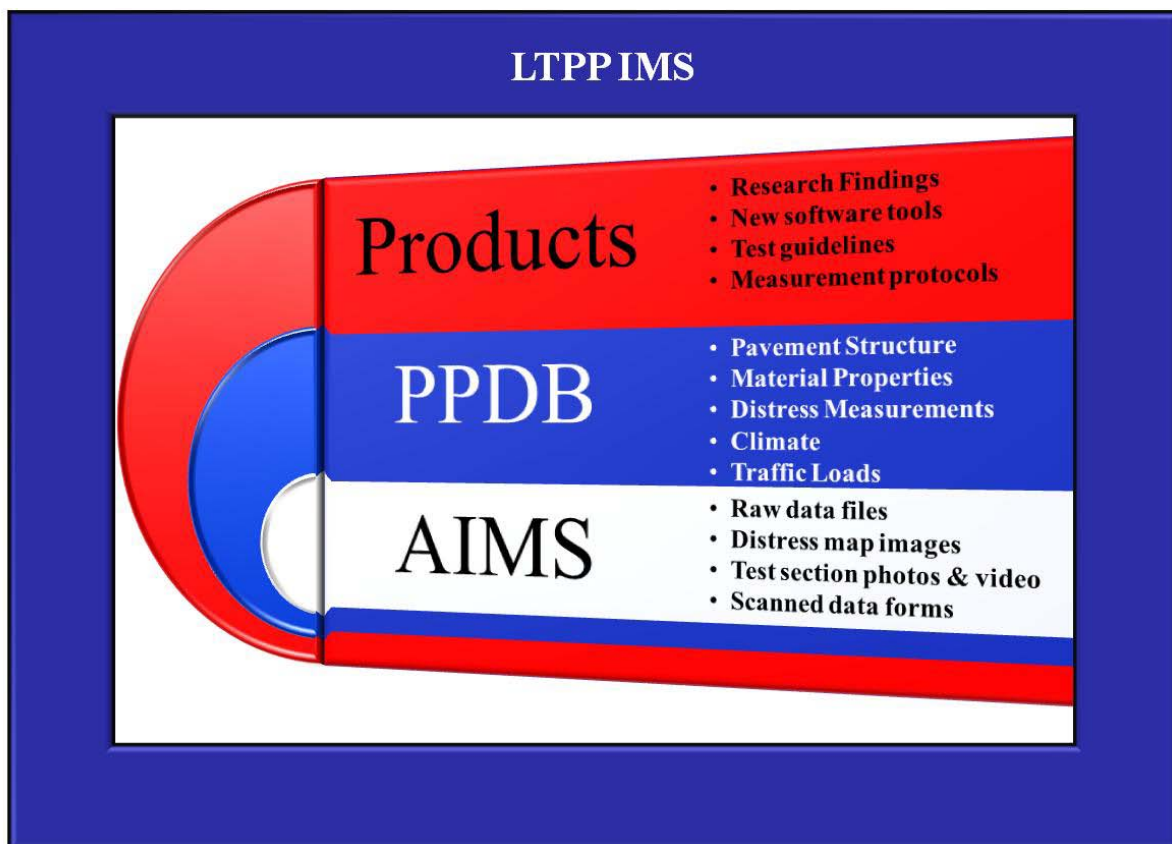 LTPP IMS
Products
• Research Findings
• New software tools
• Test guidelines
• Measurement protocols
PPDB
• Pavement Structure
• Material Properties
• Distress Measurements
• Climate
• Traffic Loads
AIMS
• Raw data files
• Distress map images
• Test section photos & video
• Scanned data forms